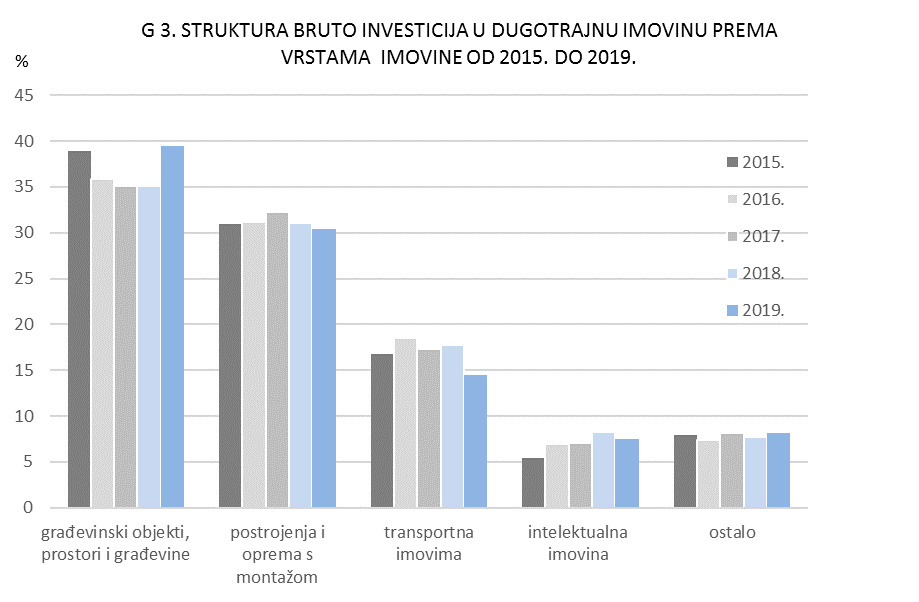 G 3. STRUKTURA BRUTO INVESTICIJA U DUGOTRAJNU IMOVINU PREMA
VRSTAMA IMOVINE OD 2015. DO 2019.
%
45
40
35
30
25
20
15
10
5
0
2015.
2016.
2017.
2018.
2019.
građevinski objekti,
prostori i građevine
postrojenja i
oprema s
montažom
transportna
imovima
intelektualna
imovina
ostalo